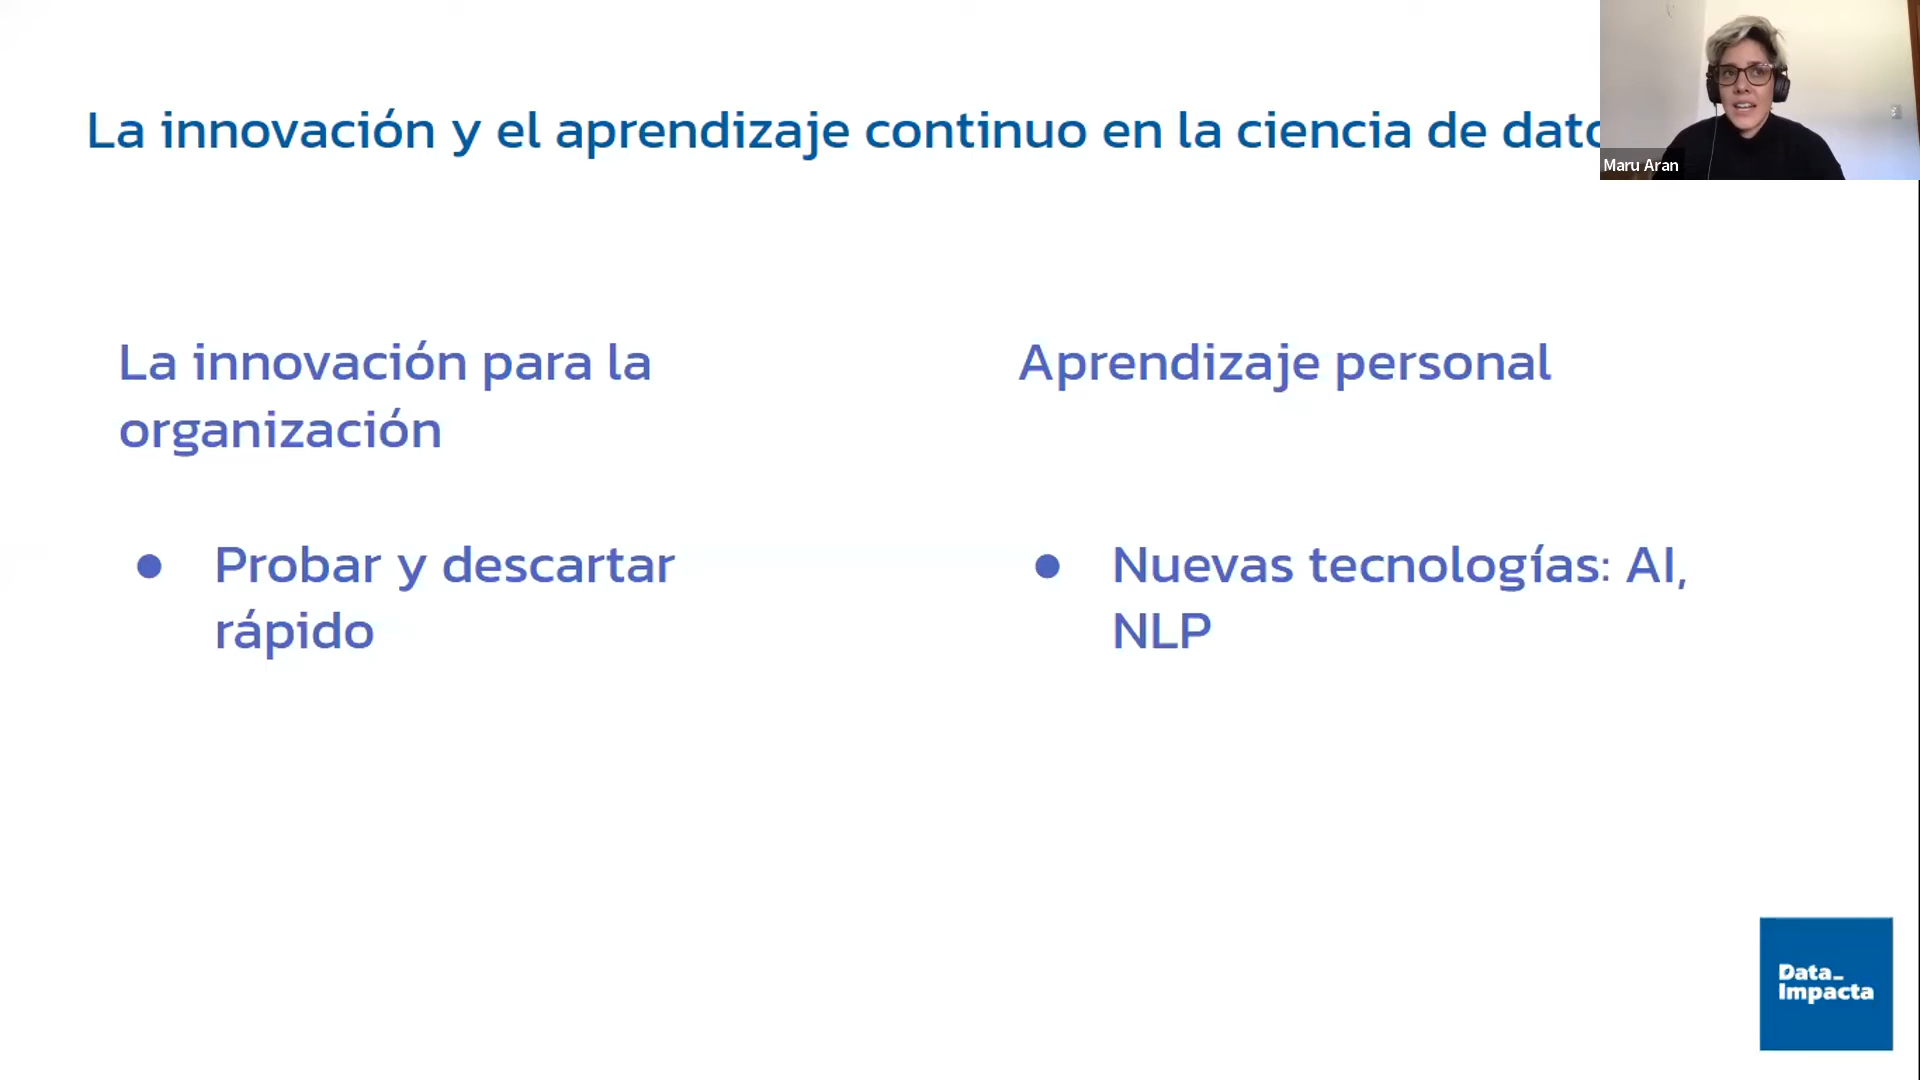 La innovación y el aprendizaje continuo en la ciencia de dato
Maru Aran
La innovación para la
organización
Aprendizaje personal
● Probar y descartar
rápido
● Nuevas tecnologías: AI,
NLP
Data_
Impacta